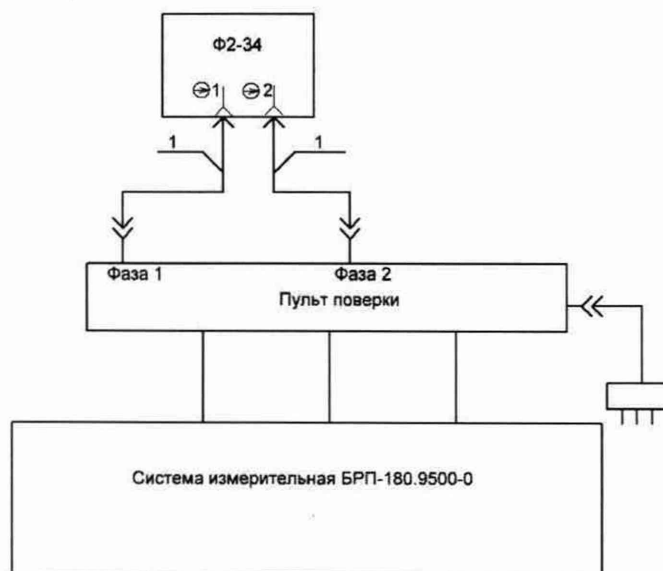 Ф2-34
1 2
1 1
Фаза 1 Фаза 2
Пульт поверки
Система измерительная БРП-180.9500-0